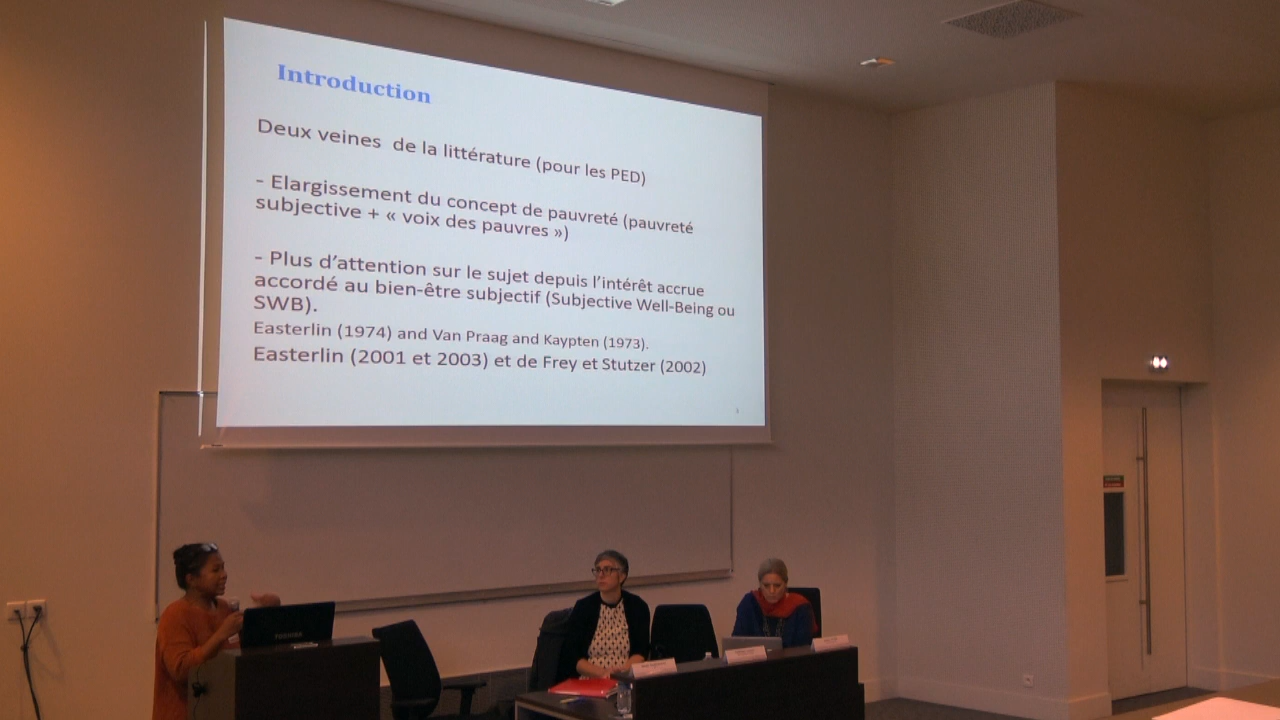 Introduction
Deux veines de la littérature (pour les PED)
- Elargissement du concept de pauvreté (pauvreté
subjective + « voix des pauvres »)
- Plus d'attention sur le sujet depuis l'intérêt accrue
accordé au bien-être subjectif (Subjective Well-Being ou
SWB).
Easterlin (1974) and Van Praag and Kaypten (1973).
Easterlin (2001 et 2003) et de Frey et Stutzer (2002)
TOSHIBA